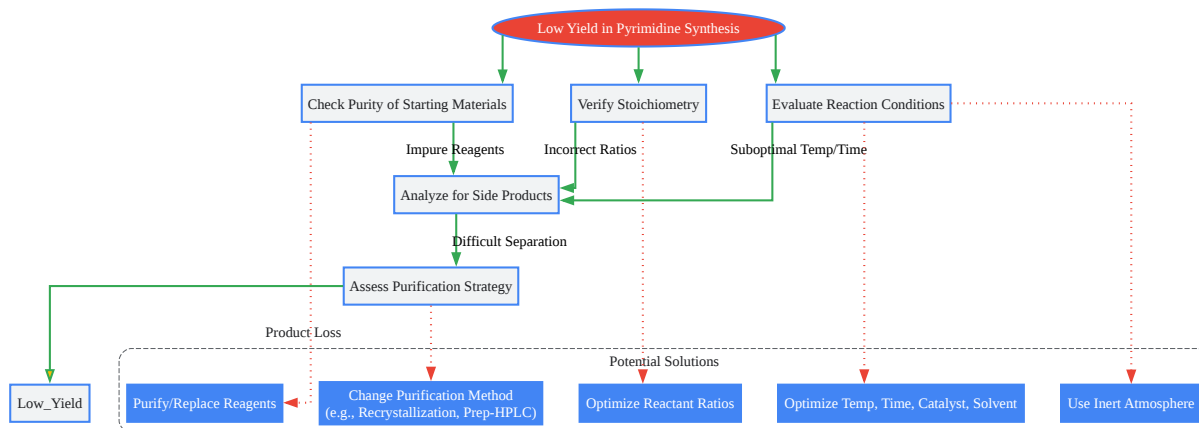 Low Yield in Pyrimidine Synthesis
Check Purity of Starting Materials
Verify Stoichiometry
Evaluate Reaction Conditions
Impure Reagents
Incorrect Ratios
Suboptimal Temp/Time
Analyze for Side Products
Difficult Separation
Assess Purification Strategy
Product Loss
Potential Solutions
Low_Yield
Purify/Replace Reagents
Change Purification Method
(e.g., Recrystallization, Prep-HPLC)
Optimize Reactant Ratios
Optimize Temp, Time, Catalyst, Solvent
Use Inert Atmosphere